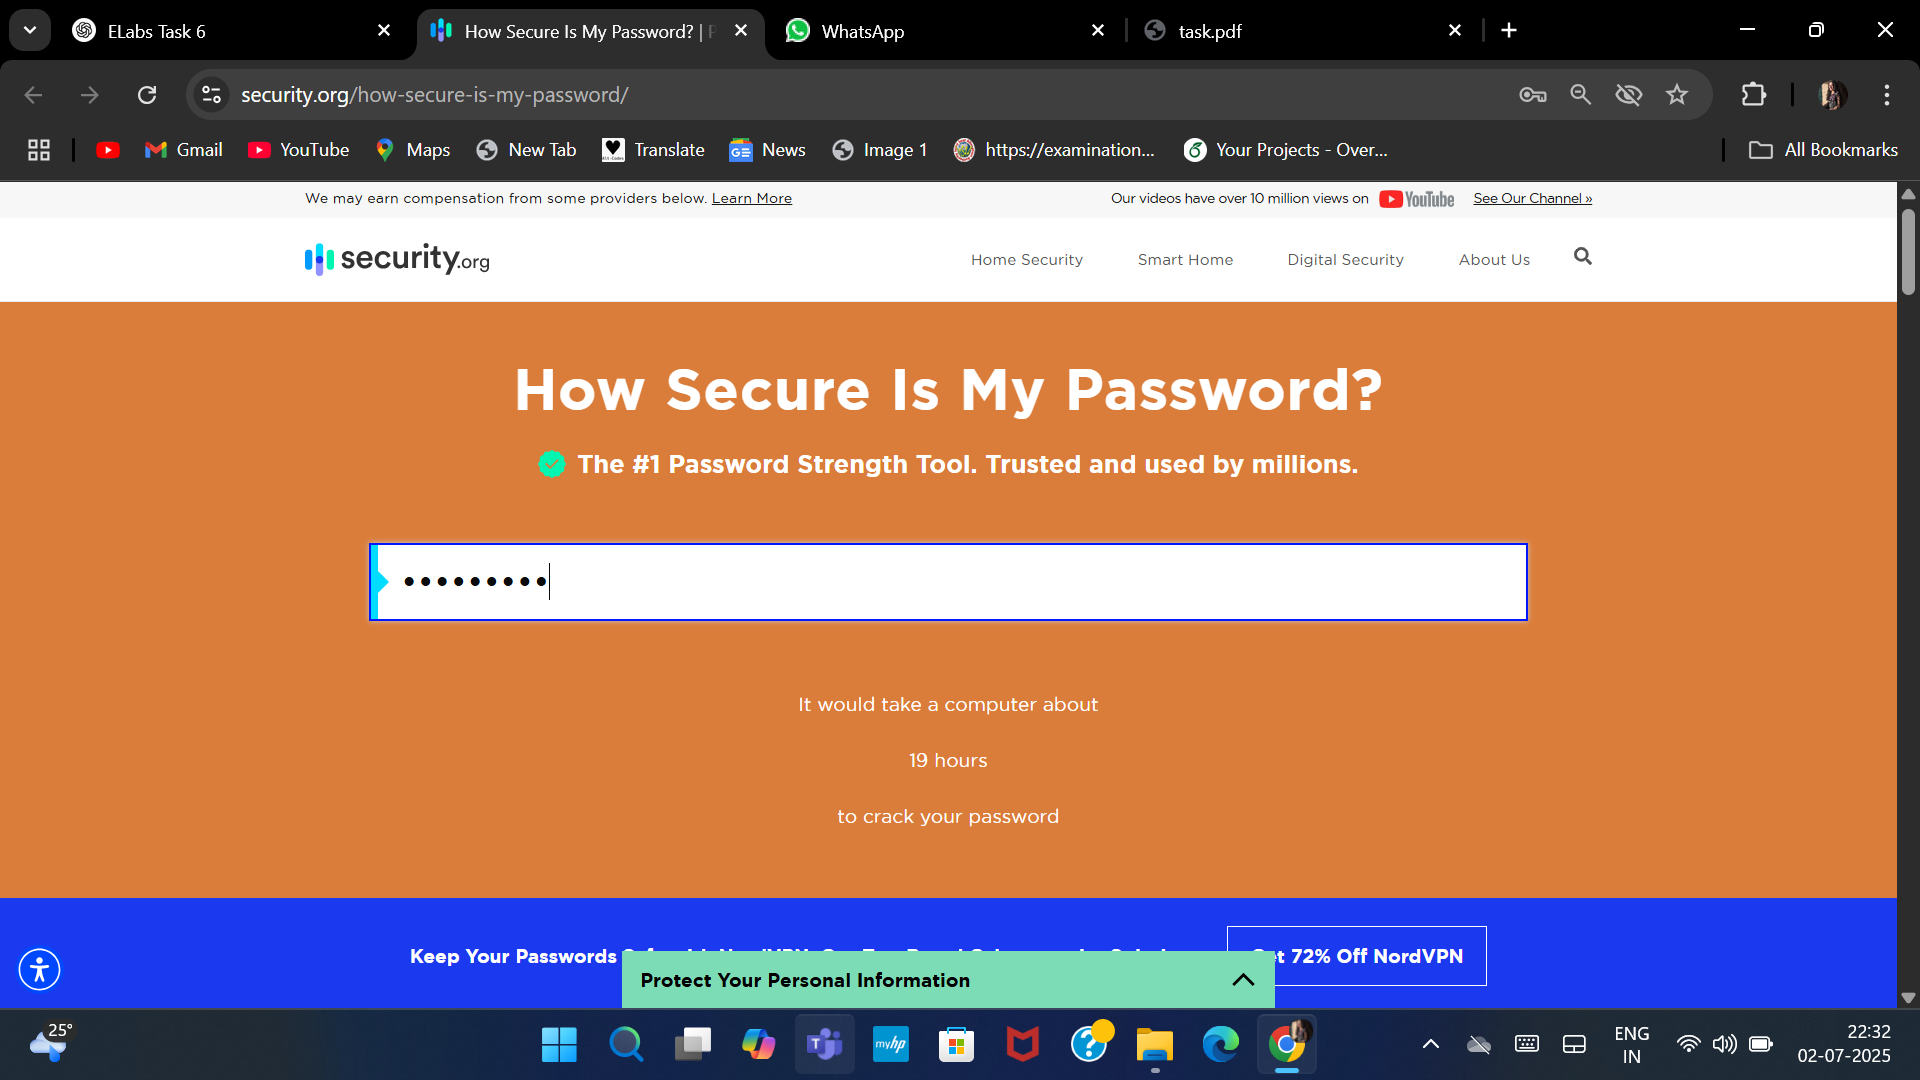 ELabs Task 6
How Secure Is My Password? | P
WhatsApp
task.pdf
security.org/how-secure-is-my-password/
Gmail
YouTube
Maps
New Tab
Translate
News
Image 1
https://examination...
Your Projects - Over...
All Bookmarks
We may earn compensation from some providers below. Learn More
Our videos have over 10 million views on YouTube See Our Channel »
security.org
Home Security
Smart Home
Digital Security
About Us
How Secure Is My Password?
The #1 Password Strength Tool. Trusted and used by millions.
•••••••••
It would take a computer about
19 hours
to crack your password
Keep Your Passwords
72% Off NordVPN
Protect Your Personal Information
25°
myhp
ENG
IN
22:32
02-07-2025